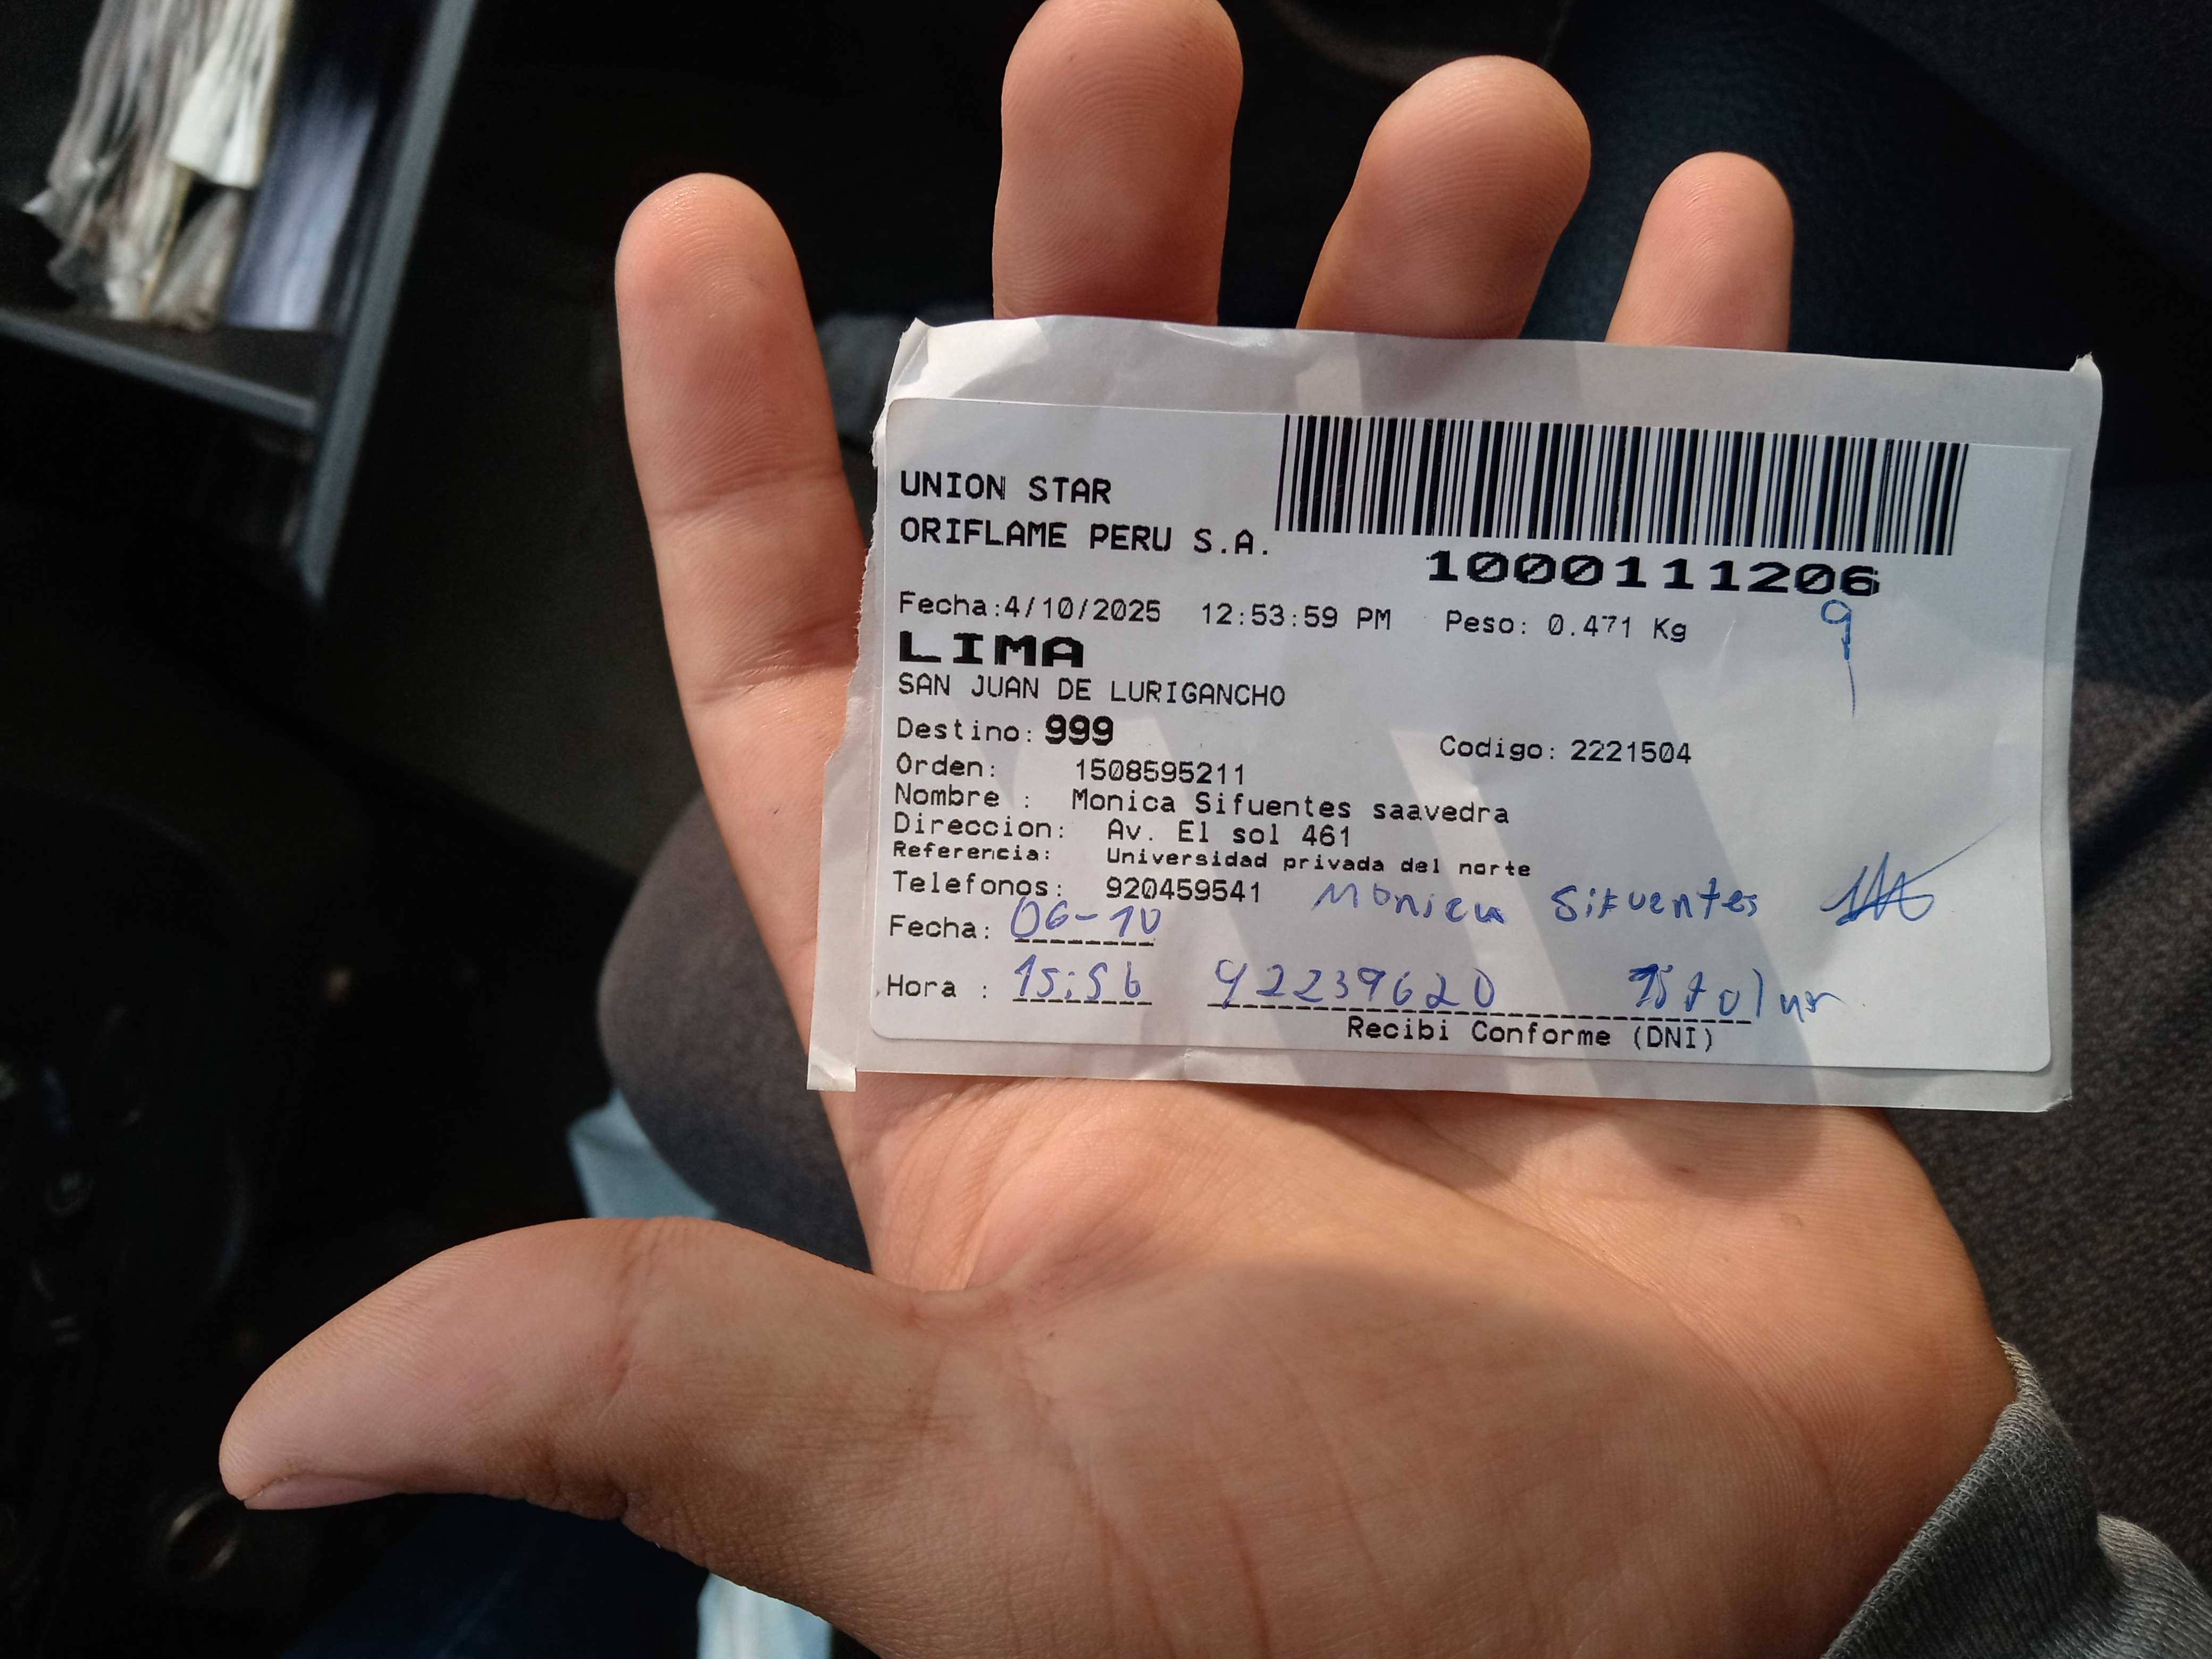 UNION STAR
ORIFLAME PERU S.A.
1000111206
Fecha:4/10/2025 12:53:59 PM Peso: 0.471 Kg
9
LIMA
SAN JUAN DE LURIGANCHO
Destino: 999 Codigo: 2221504
Orden: 1508595211
Nombre : Monica Sifuentes saavedra
Direccion: Av. El sol 461
Referencia: Universidad privada del norte
Telefonos: 920459541 Monica Sifuentes
Fecha: 06-10
Hora : 15:56 42239620 Titular
Recibi Conforme (DNI)